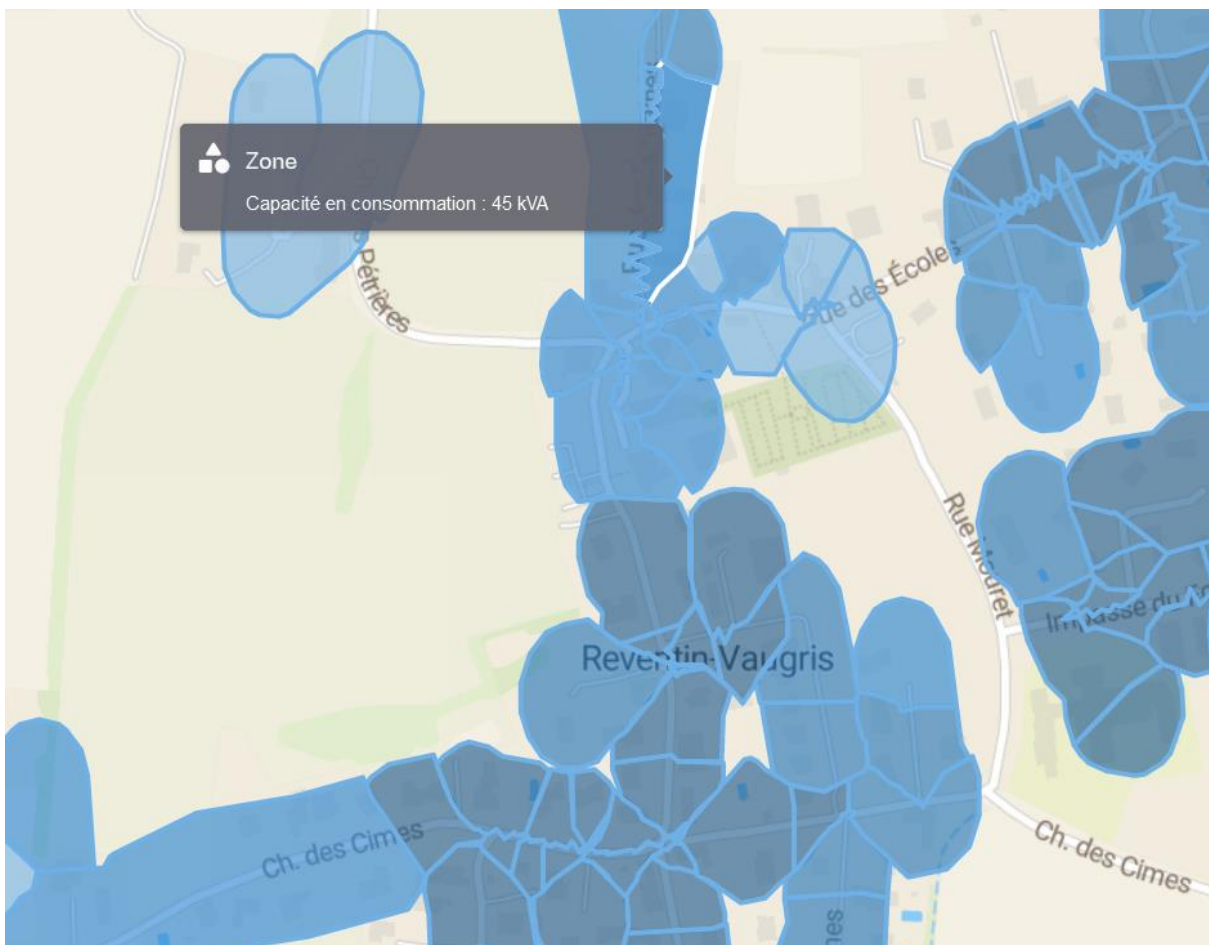 Zone
Capacité en consommation : 45 kVA
Pétrières
Rue des Écoles
Rue Mouret
Impasse du
Reventin-Vaugris
Ch. des Cimes
Ch. des Cimes